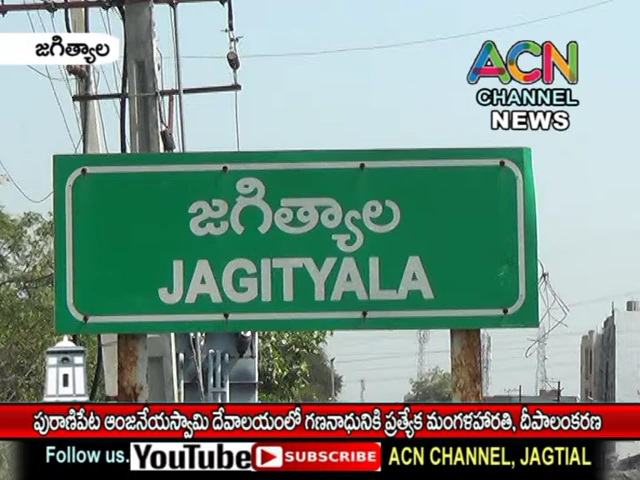 జగిత్యాల
ACN
CHANNEL
NEWS
జగిత్యాల
JAGITYALA
పురాణిపేట ఆంజనేయస్వామి దేవాలయంలో గణనాధునికి ప్రత్యేక మంగళహారతి, దీపాలంకరణ
Follow us. YouTube SUBSCRIBE ACN CHANNEL, JAGTIAL